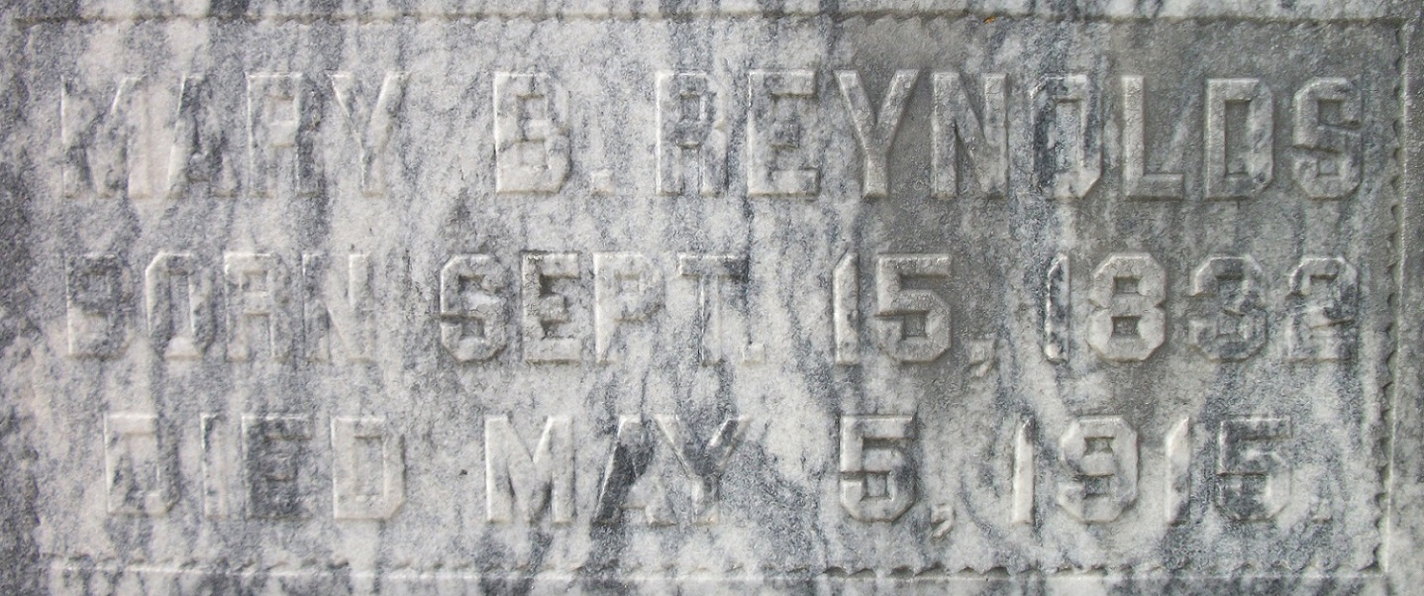 MARY B. REYNOLDS
BORN SEPT. 15, 1832
DIED MAY 5, 1915.